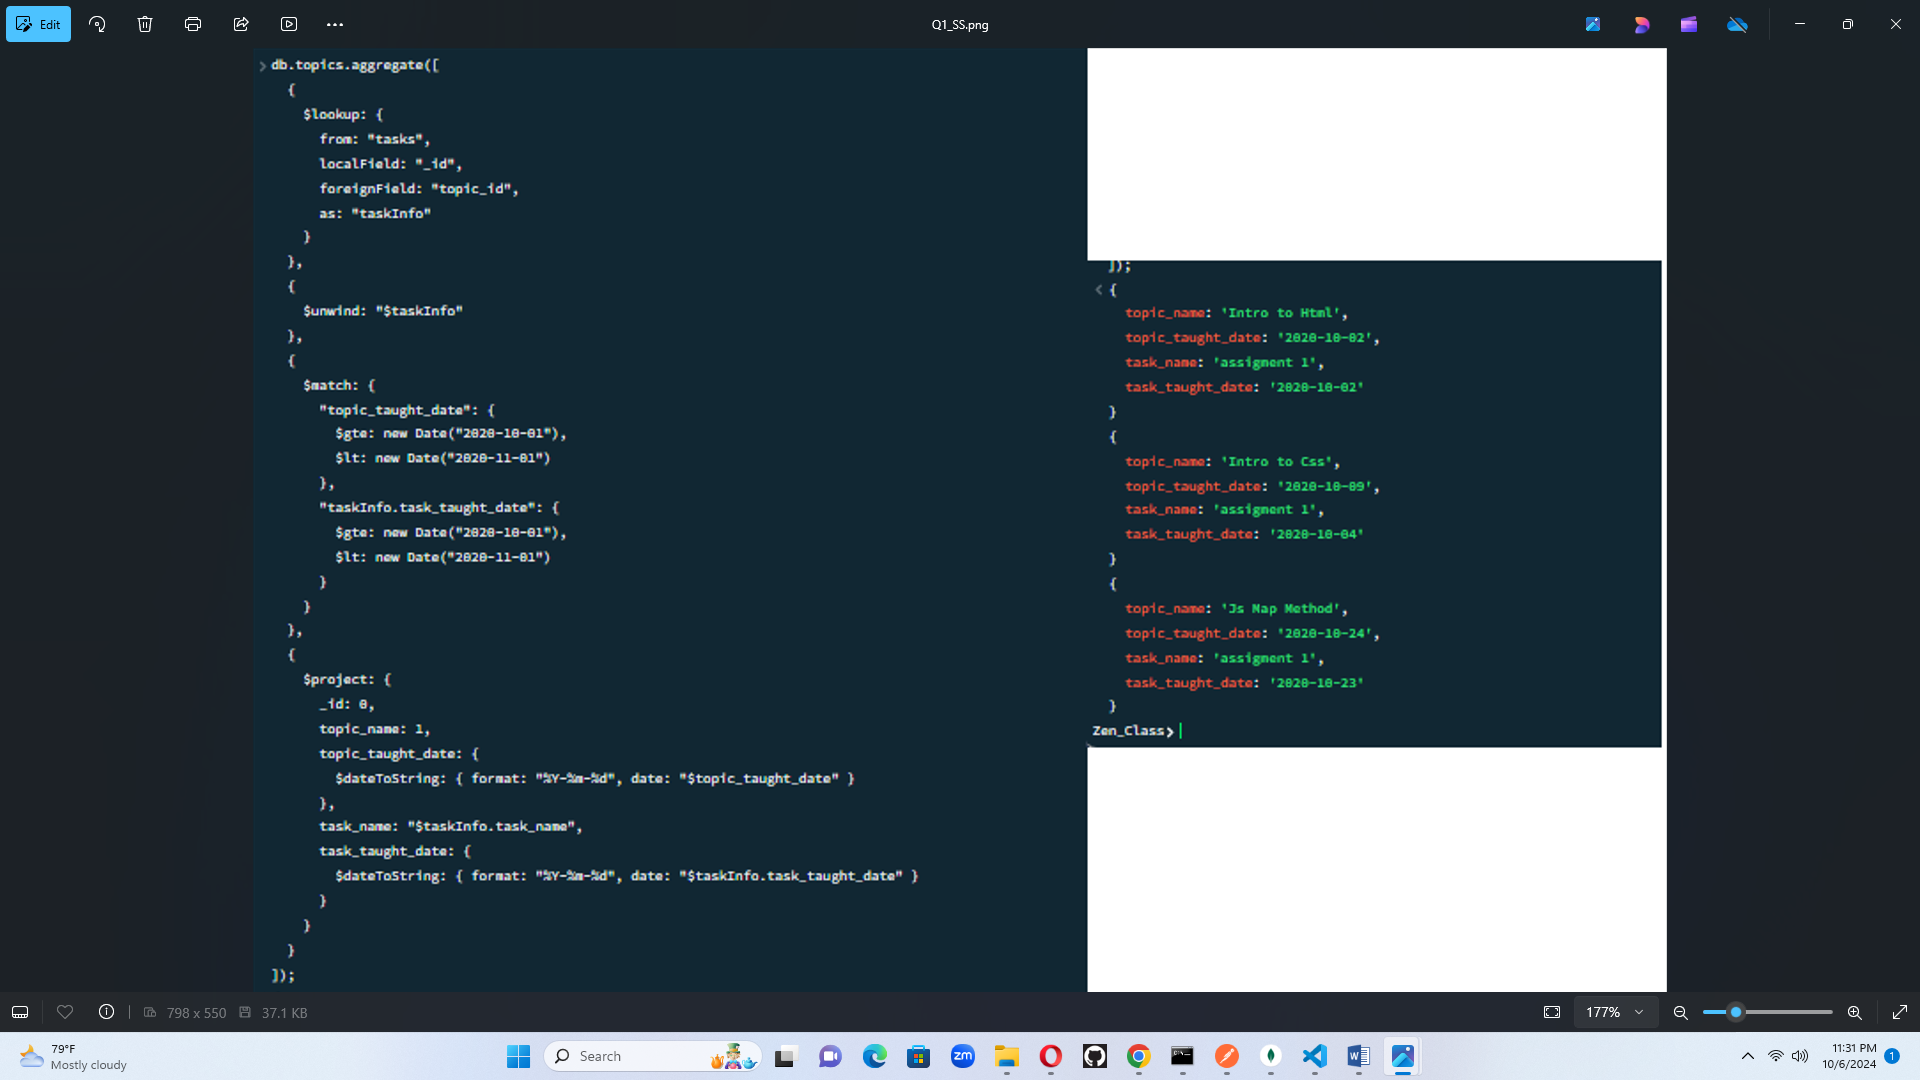 Edit
Q1_SS.png
db.topics.aggregate([
{
$lookup: {
from: "tasks",
localField: "_id",
foreignField: "topic_id",
as: "taskInfo"
}
},
{
$unwind: "$taskInfo"
},
{
$match: {
"topic_taught_date": {
$gte: new Date("2020-10-01"),
$lt: new Date("2020-11-01")
},
"taskInfo.task_taught_date": {
$gte: new Date("2020-10-01"),
$lt: new Date("2020-11-01")
}
}
},
{
$project: {
_id: 0,
topic_name: 1,
topic_taught_date: {
$dateToString: { format: "%Y-%m-%d", date: "$topic_taught_date" }
},
task_name: "$taskInfo.task_name",
task_taught_date: {
$dateToString: { format: "%Y-%m-%d", date: "$taskInfo.task_taught_date" }
}
}
}
]);
]);
{
topic_name: 'Intro to Html',
topic_taught_date: '2020-10-02',
task_name: 'assigment 1',
task_taught_date: '2020-10-02'
}
{
topic_name: 'Intro to Css',
topic_taught_date: '2020-10-09',
task_name: 'assigment 1',
task_taught_date: '2020-10-04'
}
{
topic_name: 'Js Map Method',
topic_taught_date: '2020-10-24',
task_name: 'assigment 1',
task_taught_date: '2020-10-23'
}
Zen_Class>
798 x 550
37.1 KB
177%
79°F
Mostly cloudy
Search
zm
11:31 PM
10/6/2024
1